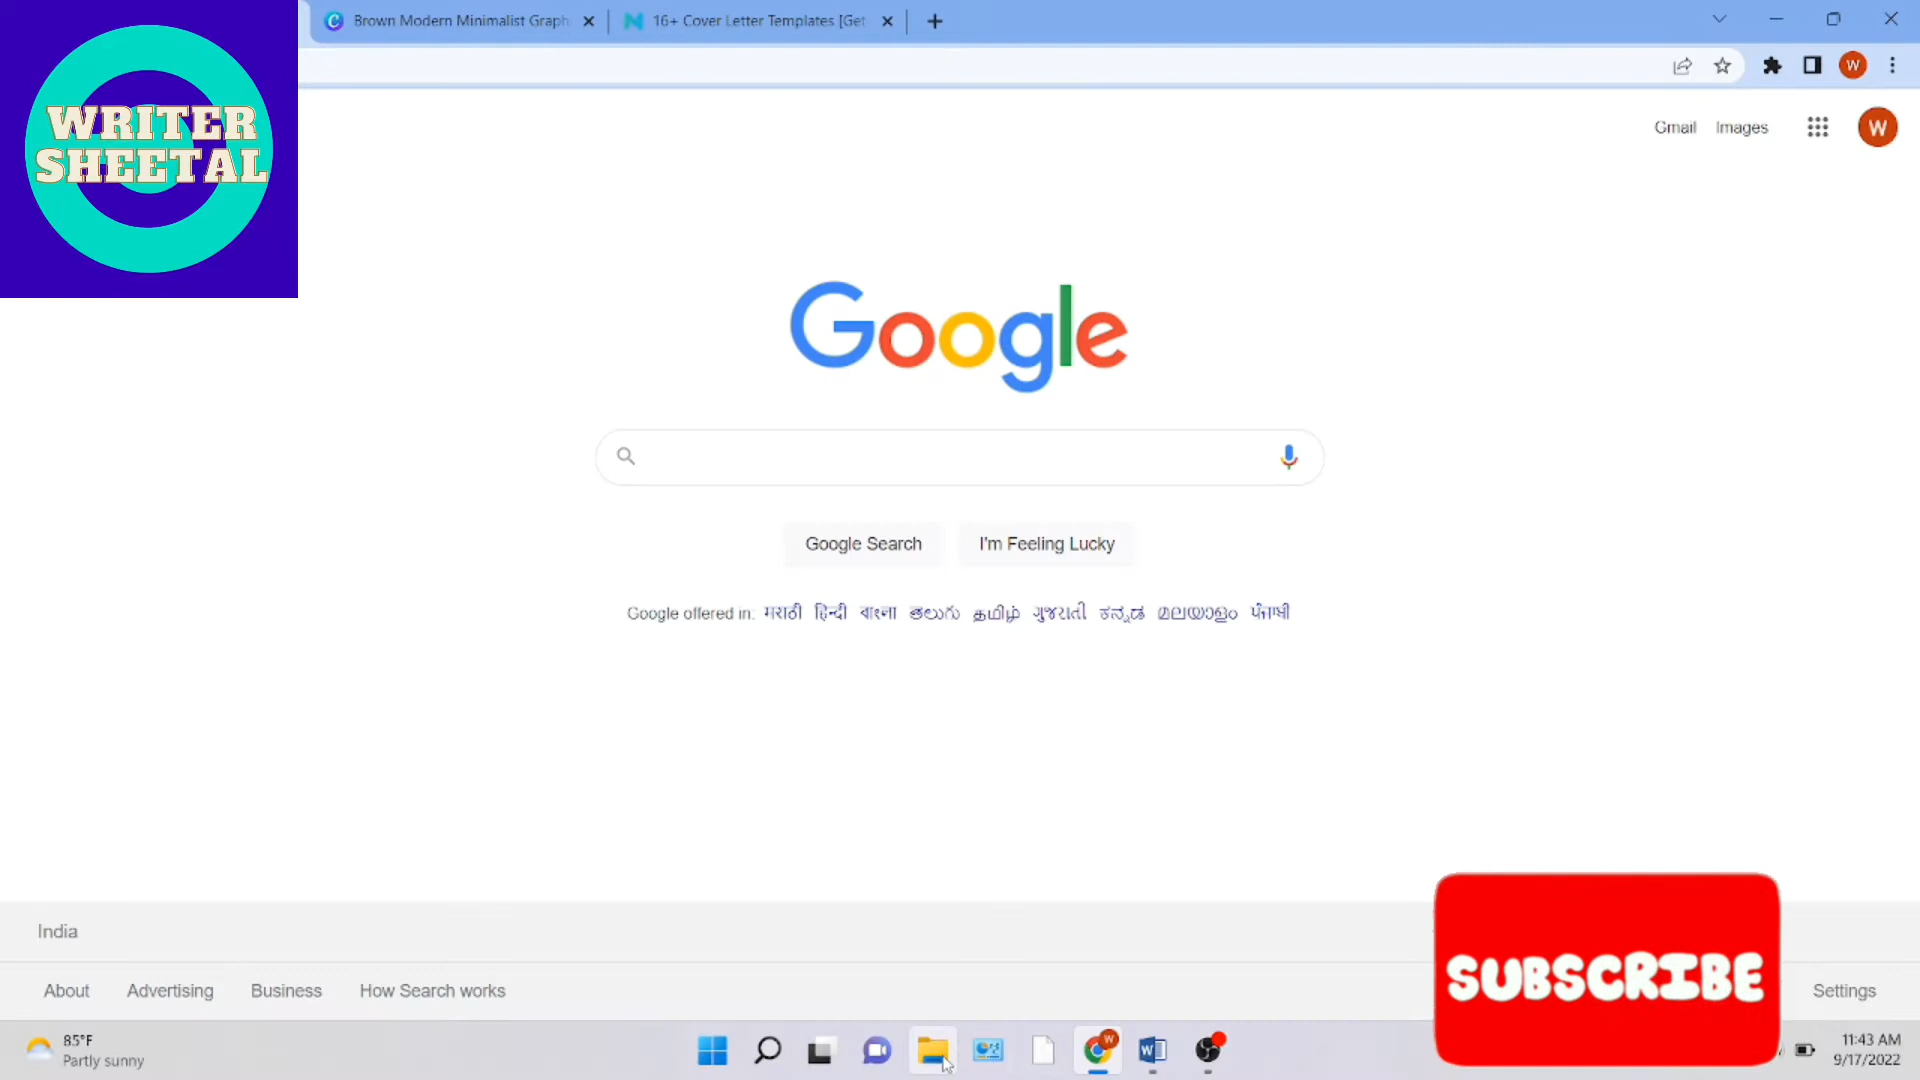 Brown Modern Minimalist Graph
16+ Cover Letter Templates [Get
W
WRITER
SHEETAL
Gmail Images W
Google
Google Search I'm Feeling Lucky
Google offered in: मराठी हिन्दी বাংলা తెలుగు தமிழ் ગુજરાતી ಕನ್ನಡ മലയാളം ਪੰਜਾਬੀ
India
About Advertising Business How Search works Settings
SUBSCRIBE
85°F
Partly sunny
W
11:43 AM
9/17/2022